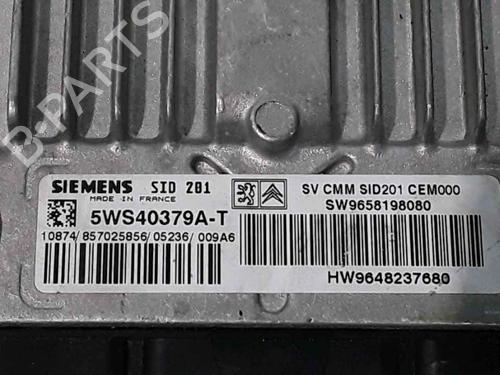 B-PARTS
SIEMENS SID 201
MADE IN FRANCE
5WS40379A-T
10874/857025856/05236/009A6
SV CMM SID201 CEM000
SW9658198080
HW9648237680